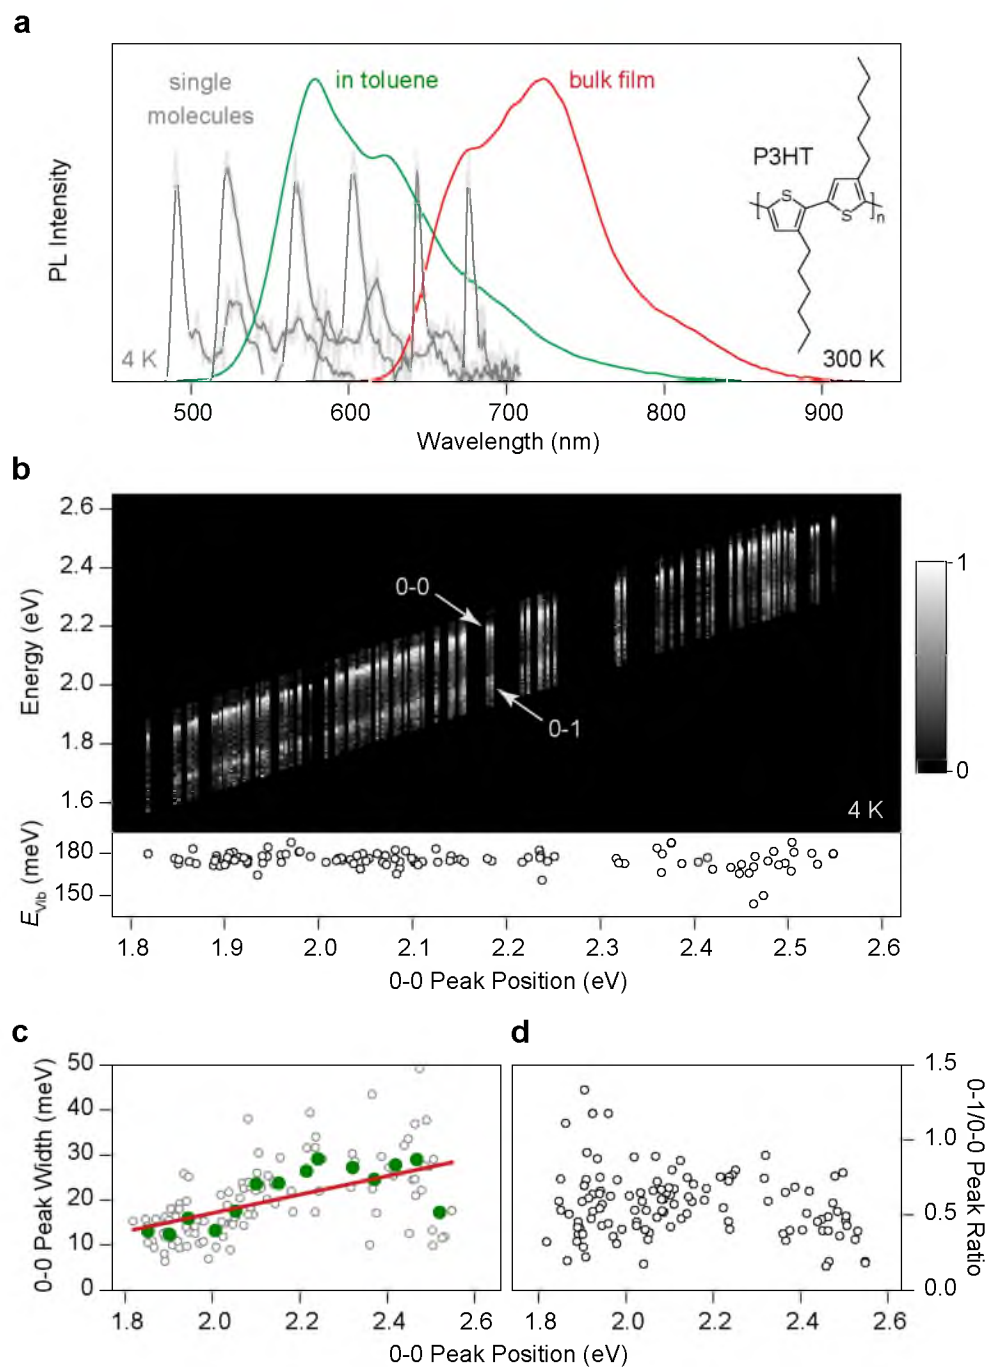 a
single
molecules
in toluene
bulk film
P3HT
S
S
n
4 K
300 K
PL Intensity
500
600
700
800
900
Wavelength (nm)
b
2.6
2.4
2.2
2.0
1.8
1.6
Energy (eV)
0-0
0-1
4 K
1
0
180
150
EVib (meV)
1.8
1.9
2.0
2.1
2.2
2.3
2.4
2.5
2.6
0-0 Peak Position (eV)
c
50
40
30
20
10
0
0-0 Peak Width (meV)
1.8
2.0
2.2
2.4
2.6
d
1.5
1.0
0.5
0.0
0-1/0-0 Peak Ratio
1.8
2.0
2.2
2.4
2.6
0-0 Peak Position (eV)